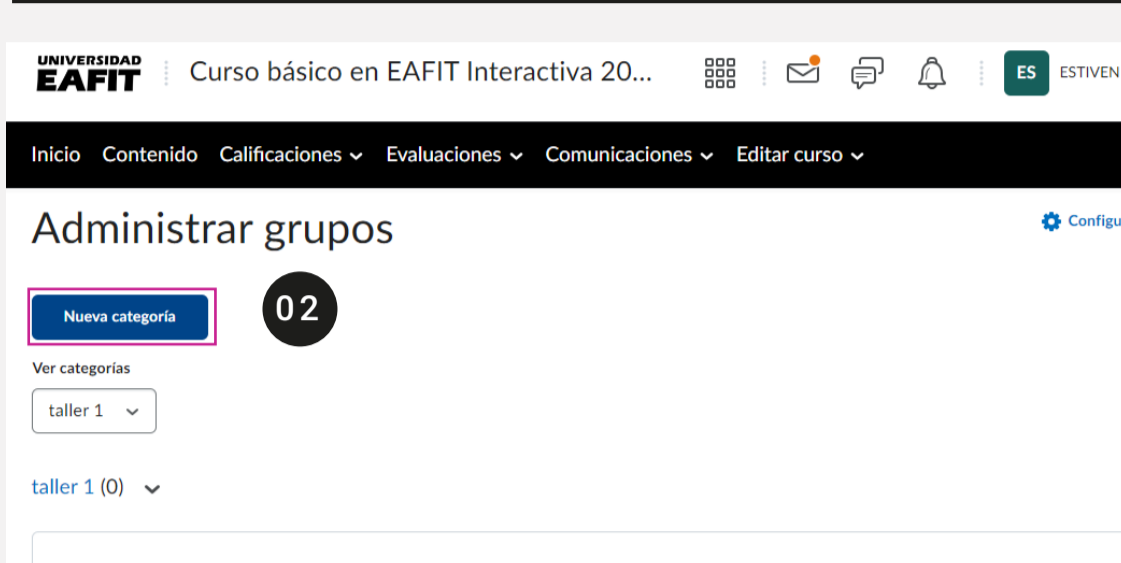 UNIVERSIDAD
EAFIT
Curso básico en EAFIT Interactiva 20...
ES ESTIVEN
Inicio Contenido Calificaciones Evaluaciones Comunicaciones Editar curso
Administrar grupos
Configu
Nueva categoría
02
Ver categorías
taller 1
taller 1 (0)